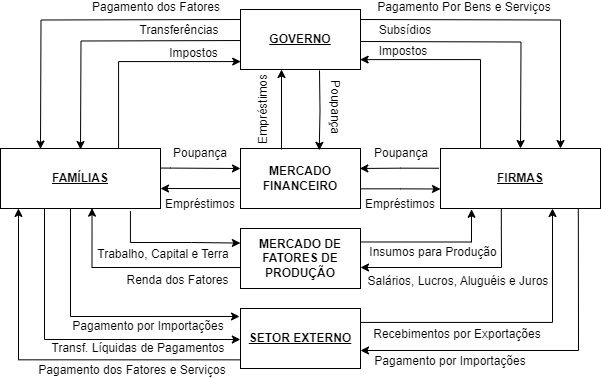 Pagamento dos Fatores
Pagamento Por Bens e Serviços
Transferências
GOVERNO
Subsídios
Impostos
Impostos
Empréstimos
Poupança
Poupança
Poupança
FAMÍLIAS
MERCADO
FINANCEIRO
FIRMAS
Empréstimos
Empréstimos
Trabalho, Capital e Terra
MERCADO DE
FATORES DE
PRODUÇÃO
Insumos para Produção
Renda dos Fatores
Salários, Lucros, Aluguéis e Juros
Pagamento por Importações
SETOR EXTERNO
Recebimentos por Exportações
Transf. Líquidas de Pagamentos
Pagamento por Importações
Pagamento dos Fatores e Serviços